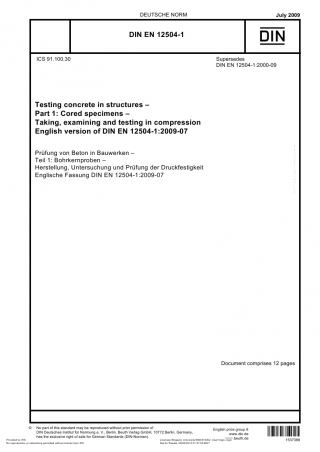 DEUTSCHE NORM
July 2009
DIN EN 12504-1
DIN
ICS 91.100.30
Supersedes
DIN EN 12504-1:2000-09
Testing concrete in structures –
Part 1: Cored specimens –
Taking, examining and testing in compression
English version of DIN EN 12504-1:2009-07
Prüfung von Beton in Bauwerken –
Teil 1: Bohrkernproben –
Herstellung, Untersuchung und Prüfung der Druckfestigkeit
Englische Fassung DIN EN 12504-1:2009-07
Document comprises 12 pages
© No part of this standard may be reproduced without prior permission of
DIN Deutsches Institut für Normung e. V., Berlin. Beuth Verlag GmbH, 10772 Berlin, Germany,
has the exclusive right of sale for German Standards (DIN-Normen).
English price group 9
www.din.de
www.beuth.de